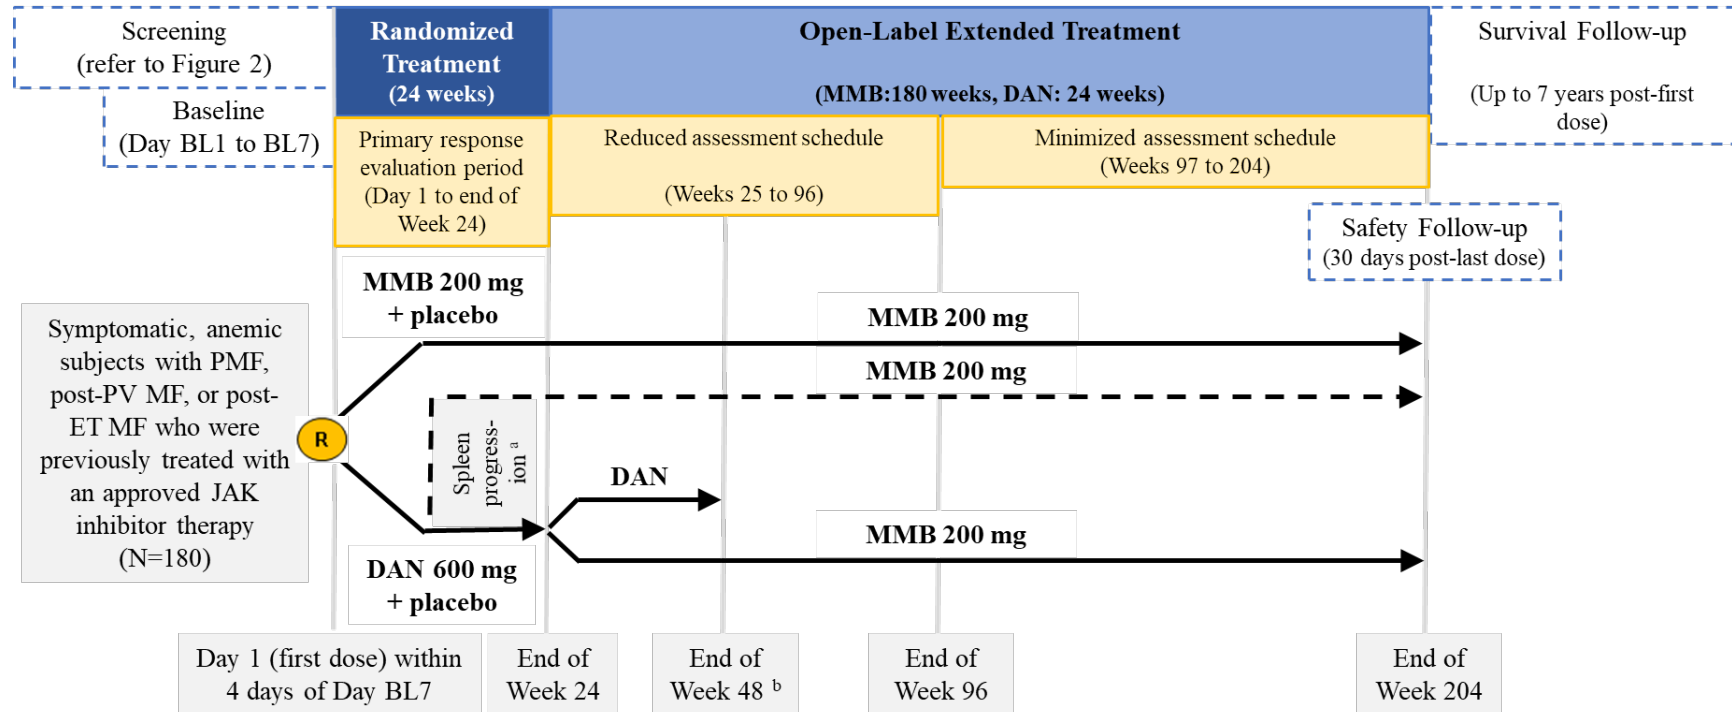 Screening
(refer to Figure 2)
Baseline
(Day BL1 to BL7)
Randomized
Treatment
(24 weeks)
Open-Label Extended Treatment
(MMB:180 weeks, DAN: 24 weeks)
Survival Follow-up
(Up to 7 years post-first
dose)
Primary response
evaluation period
(Day 1 to end of
Week 24)
Reduced assessment schedule
(Weeks 25 to 96)
Minimized assessment schedule
(Weeks 97 to 204)
Safety Follow-up
(30 days post-last dose)
MMB 200 mg
+ placebo
MMB 200 mg
MMB 200 mg
Symptomatic, anemic
subjects with PMF,
post-PV MF, or post-
ET MF who were
previously treated with
an approved JAK
inhibitor therapy
(N=180)
R
Spleen
progress-
ion a
DAN
MMB 200 mg
DAN 600 mg
+ placebo
Day 1 (first dose) within
4 days of Day BL7
End of
Week 24
End of
Week 48 b
End of
Week 96
End of
Week 204